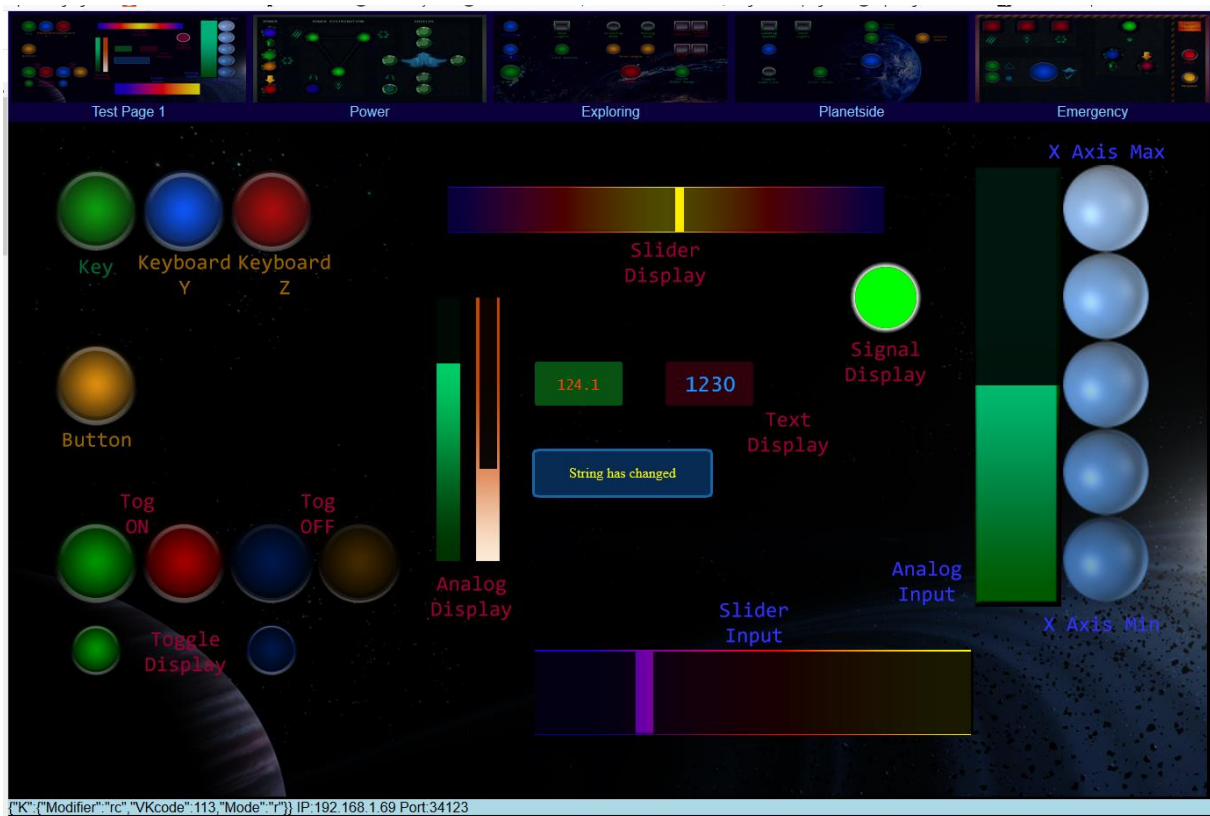 Test Page 1
Power
Exploring
Planetside
Emergency
X Axis Max
Key
Keyboard
Y
Keyboard
Z
Slider
Display
Signal
Display
124.1
1230
Text
Display
Button
String has changed
Tog
ON
Tog
OFF
Analog
Display
Analog
Input
Slider
Input
X Axis Min
Toggle
Display
{"K":{"Modifier":"rc","VKcode":113,"Mode":"r"}} IP:192.168.1.69 Port:34123